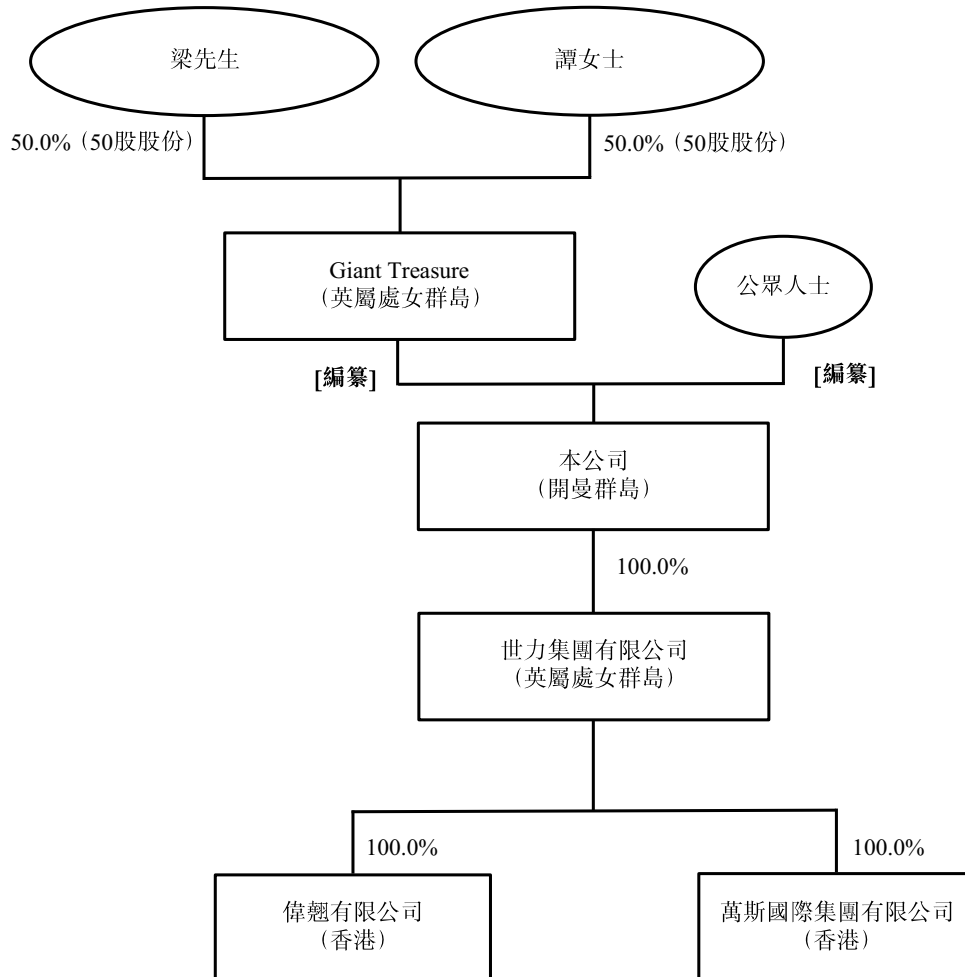 梁先生
譚女士
50.0%（50股股份）
50.0%（50股股份）
Giant Treasure
（英屬處女群島）
公眾人士
[編纂]
[編纂]
本公司
（開曼群島）
100.0%
世力集團有限公司
（英屬處女群島）
100.0%
100.0%
偉翹有限公司
（香港）
萬斯國際集團有限公司
（香港）